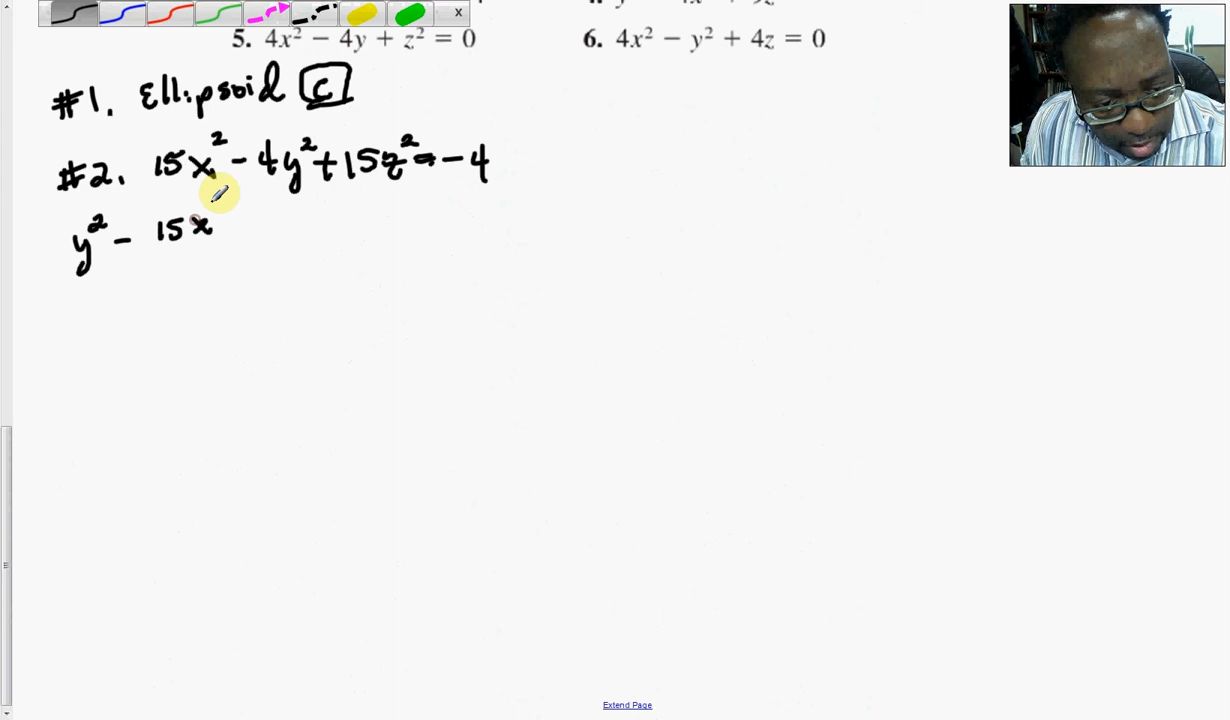 5. 4x² − 4y + z² = 0
6. 4x² − y² + 4z = 0
#1. Ellipsoid C
#2. 15x² - 4y² + 15z² = -4
y² - 15x
Extend Page